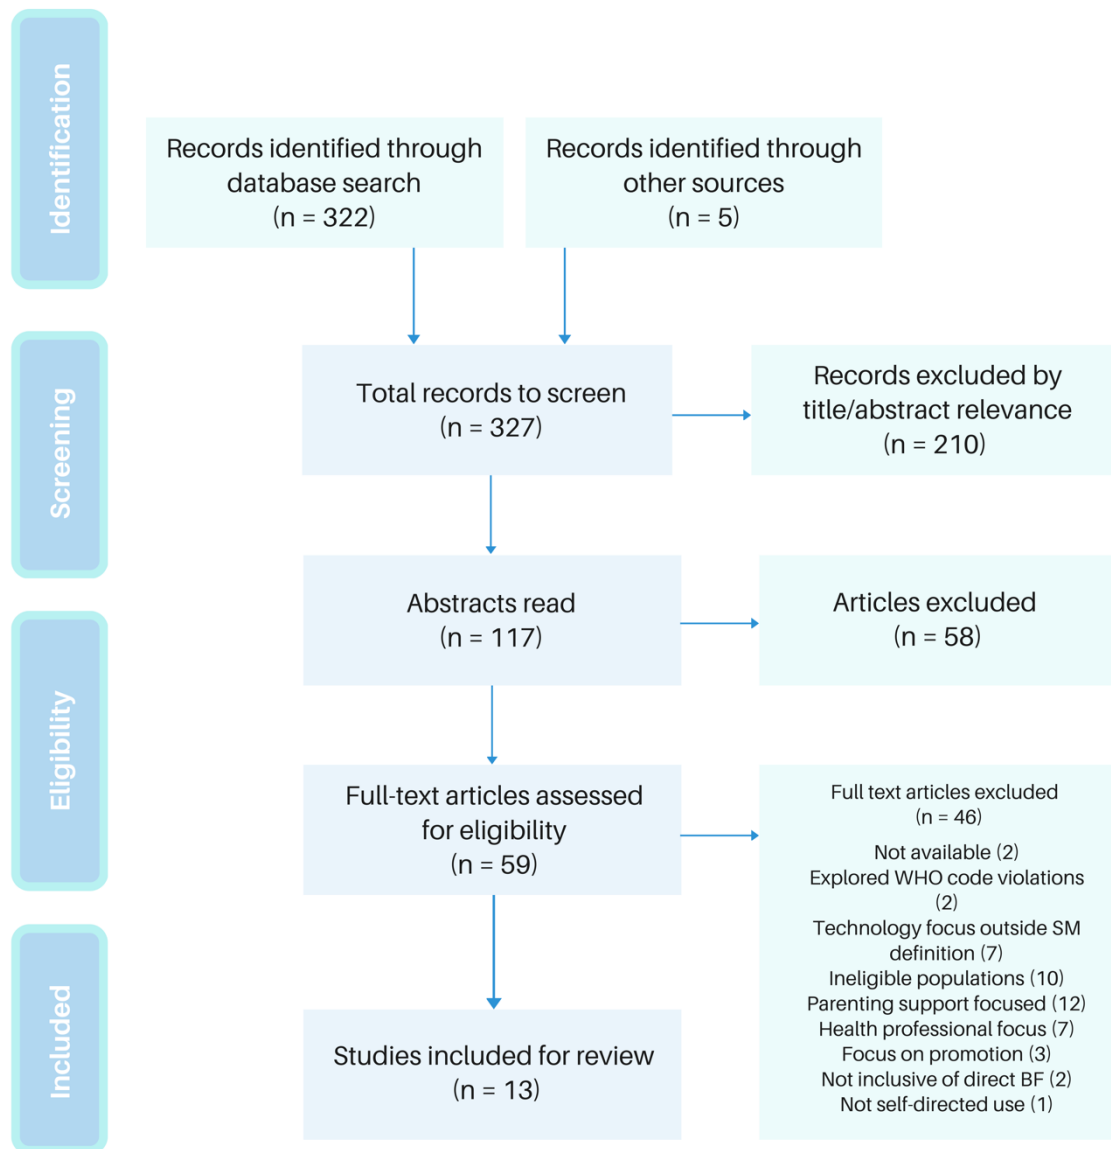 Identification
Records identified through
database search
(n = 322)
Records identified through
other sources
(n = 5)
Screening
Total records to screen
(n = 327)
Records excluded by
title/abstract relevance
(n = 210)
Abstracts read
(n = 117)
Articles excluded
(n = 58)
Eligibility
Full-text articles assessed
for eligibility
(n = 59)
Full text articles excluded
(n = 46)
Not available (2)
Explored WHO code violations
(2)
Technology focus outside SM
definition (7)
Ineligible populations (10)
Parenting support focused (12)
Health professional focus (7)
Focus on promotion (3)
Not inclusive of direct BF (2)
Not self-directed use (1)
Included
Studies included for review
(n = 13)